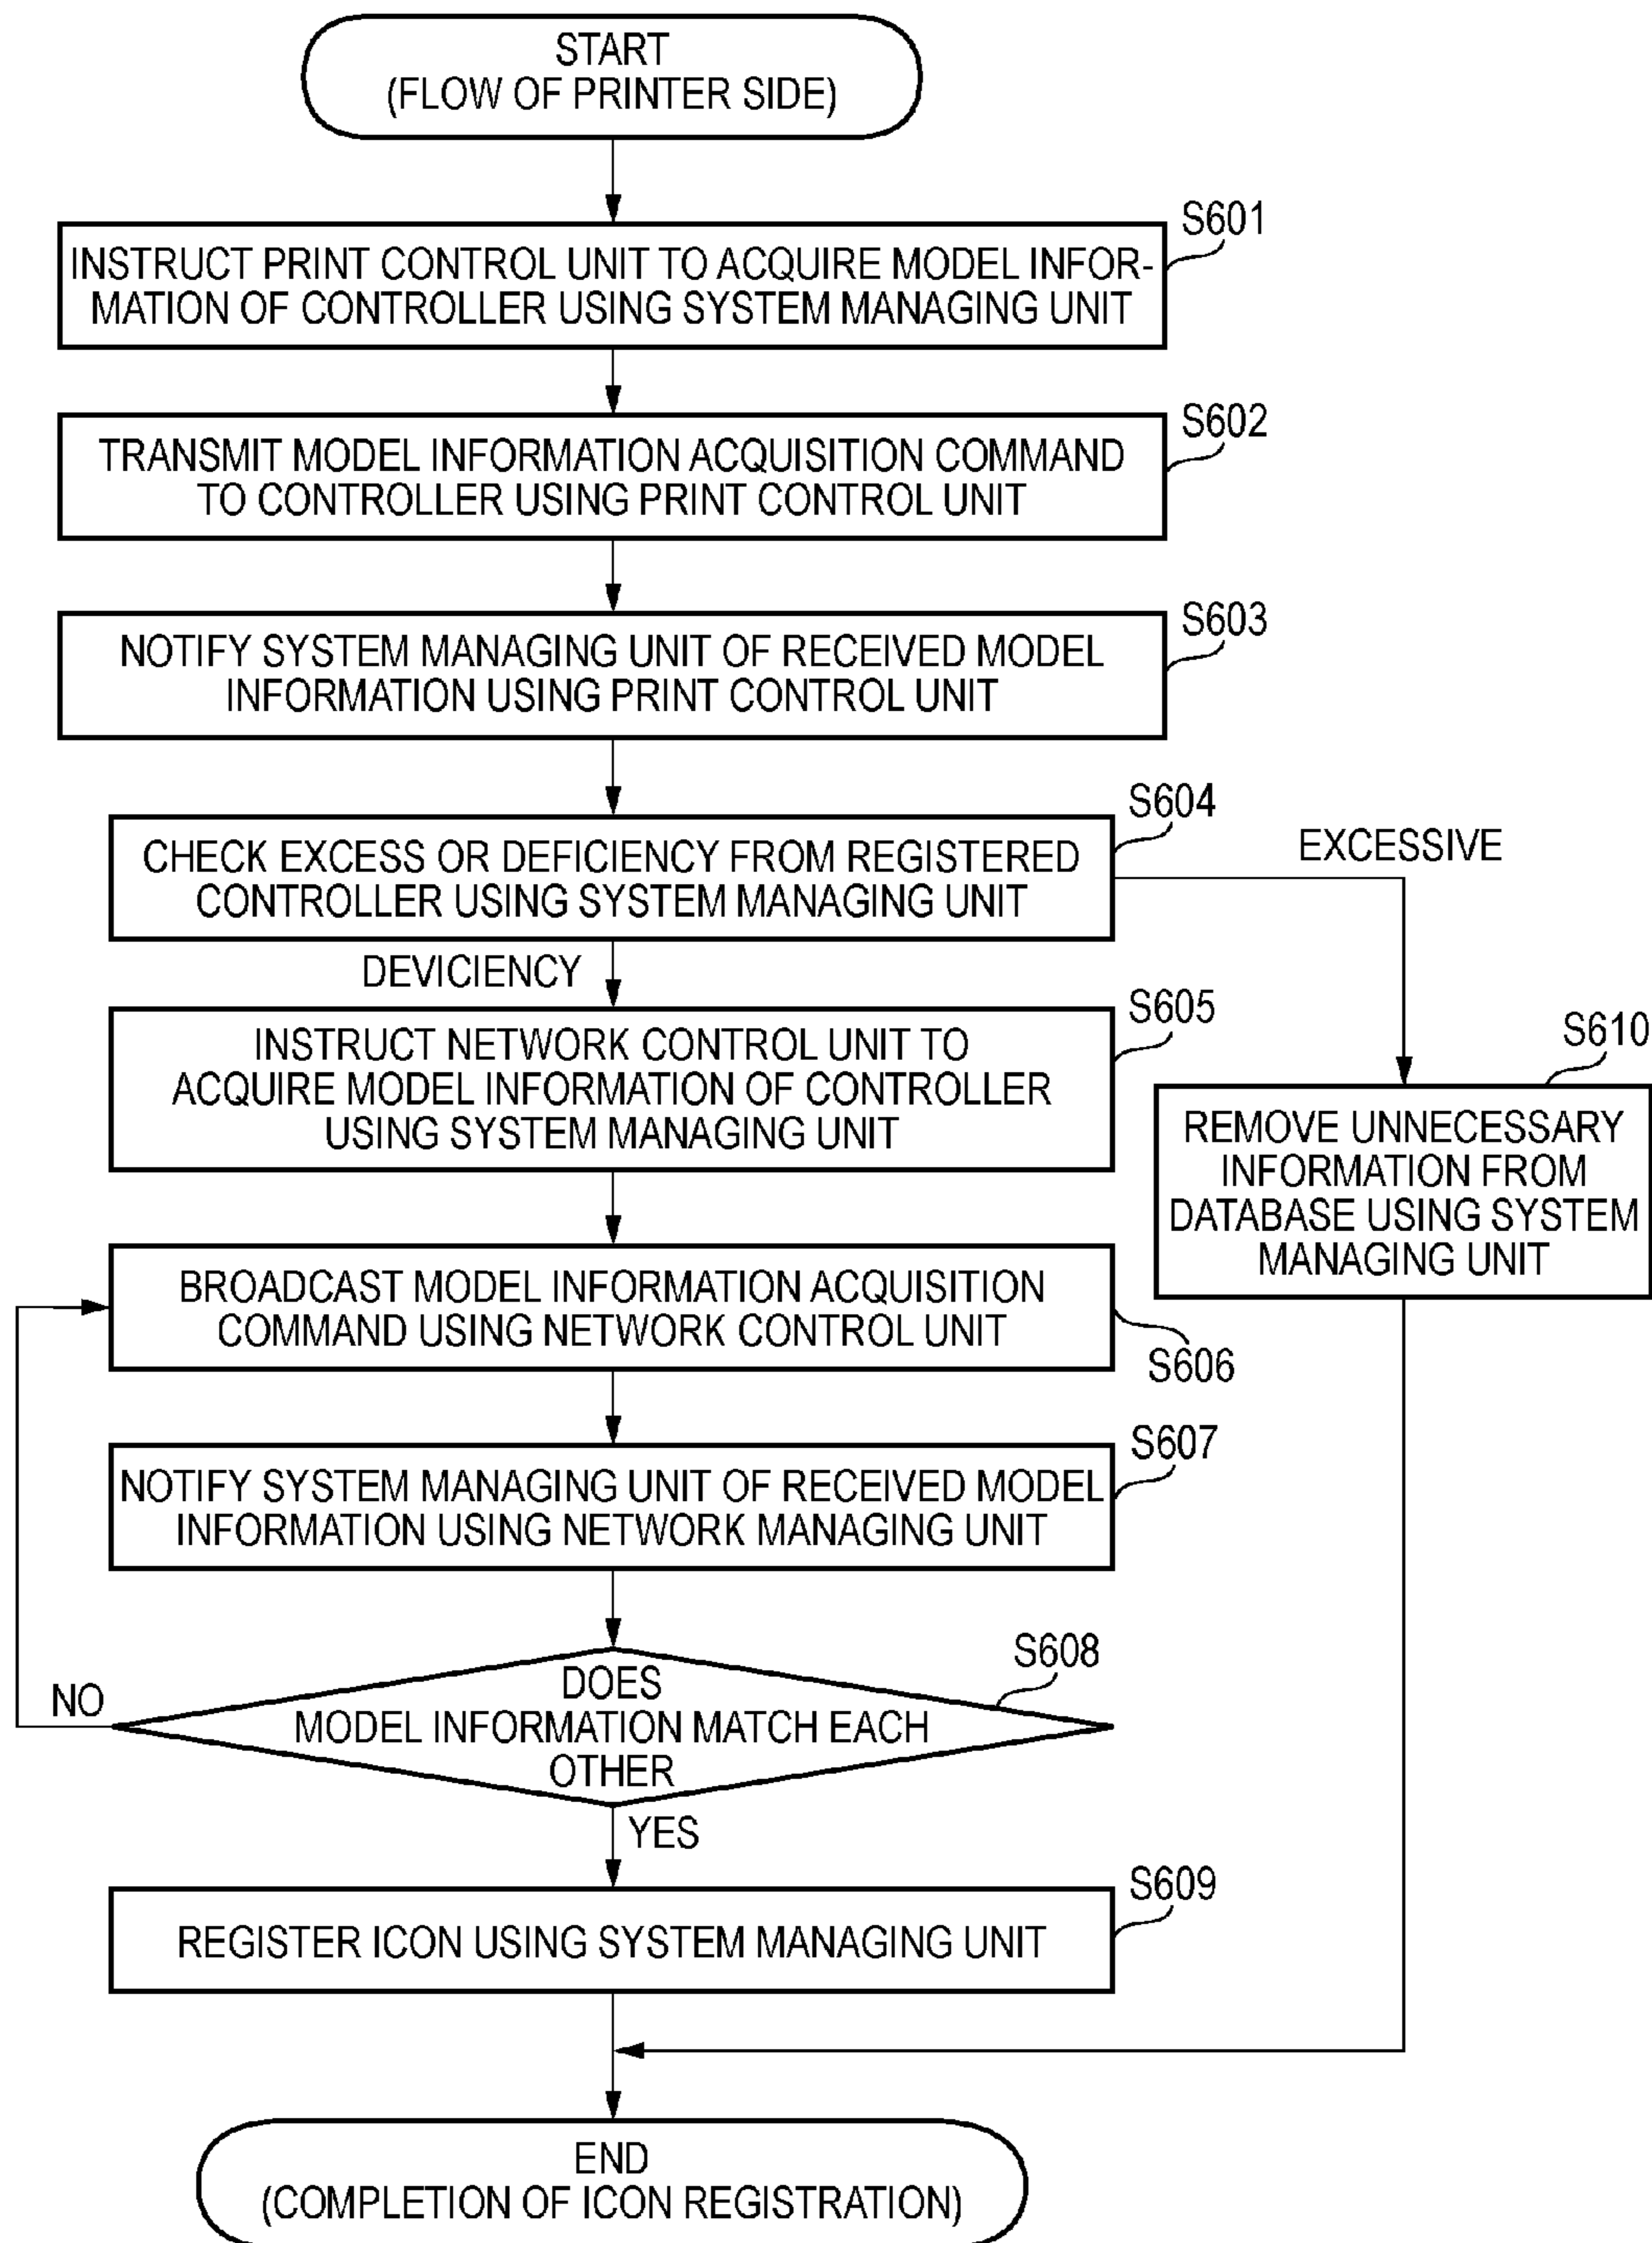 START
(FLOW OF PRINTER SIDE)
S601
INSTRUCT PRINT CONTROL UNIT TO ACQUIRE MODEL INFOR-
MATION OF CONTROLLER USING SYSTEM MANAGING UNIT
S602
TRANSMIT MODEL INFORMATION ACQUISITION COMMAND
TO CONTROLLER USING PRINT CONTROL UNIT
S603
NOTIFY SYSTEM MANAGING UNIT OF RECEIVED MODEL
INFORMATION USING PRINT CONTROL UNIT
S604
CHECK EXCESS OR DEFICIENCY FROM REGISTERED
CONTROLLER USING SYSTEM MANAGING UNIT
EXCESSIVE
DEVICIENCY
S605
INSTRUCT NETWORK CONTROL UNIT TO
ACQUIRE MODEL INFORMATION OF CONTROLLER
USING SYSTEM MANAGING UNIT
S610
REMOVE UNNECESSARY
INFORMATION FROM
DATABASE USING SYSTEM
MANAGING UNIT
BROADCAST MODEL INFORMATION ACQUISITION
COMMAND USING NETWORK CONTROL UNIT
S606
S607
NOTIFY SYSTEM MANAGING UNIT OF RECEIVED MODEL
INFORMATION USING NETWORK MANAGING UNIT
S608
DOES
MODEL INFORMATION MATCH EACH
OTHER
NO
YES
S609
REGISTER ICON USING SYSTEM MANAGING UNIT
END
(COMPLETION OF ICON REGISTRATION)